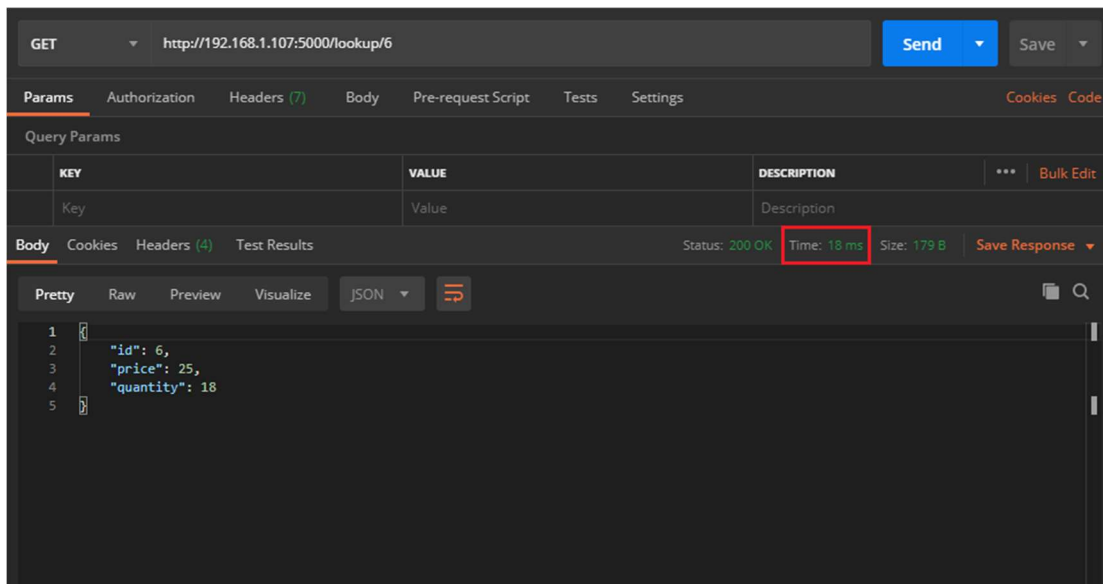 GET http://192.168.1.107:5000/lookup/6 Send Save
Params Authorization Headers (7) Body Pre-request Script Tests Settings Cookies Code
Query Params
KEY VALUE DESCRIPTION ••• Bulk Edit
Key Value Description
Body Cookies Headers (4) Test Results Status: 200 OK Time: 18 ms Size: 179 B Save Response
Pretty Raw Preview Visualize JSON
1 {
2 "id": 6,
3 "price": 25,
4 "quantity": 18
5 }